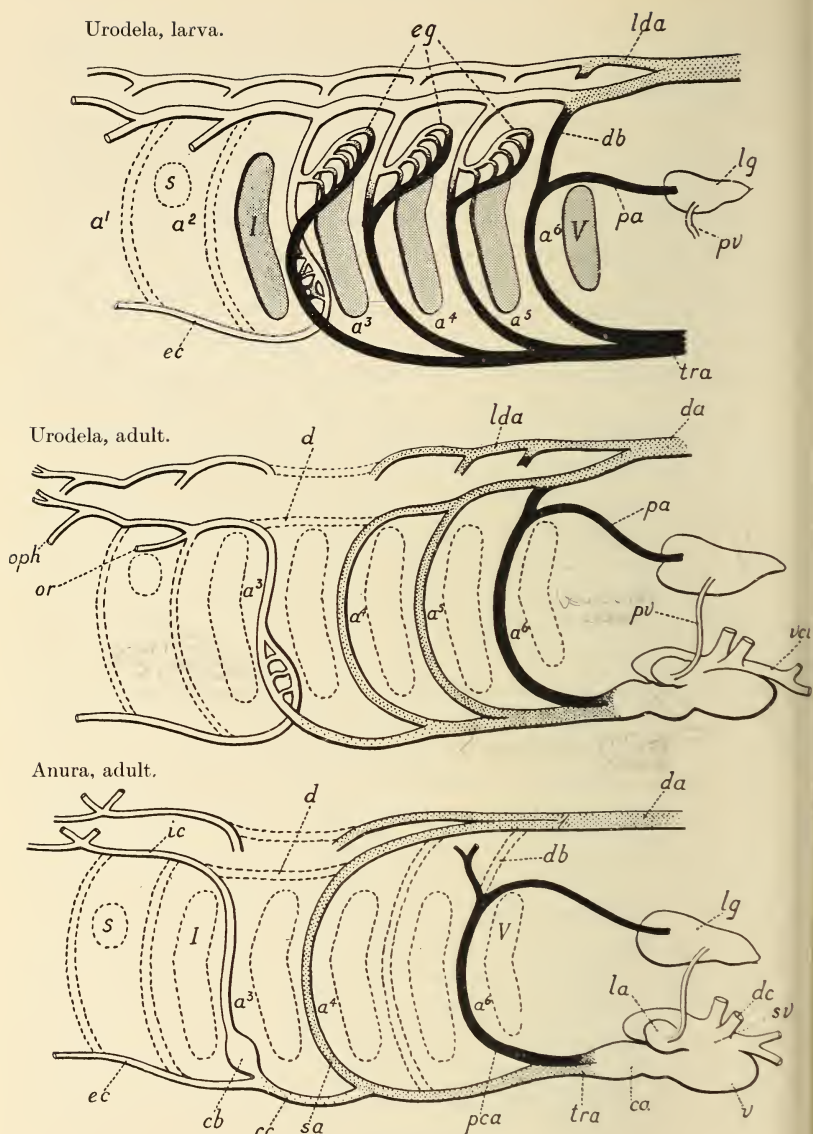 Urodela, larva.
eg
lda
db
lg
S
a¹
a²
I
pa
a⁶
V
pv
a³
a⁴
a⁵
ec
tra
Urodela, adult.
d
lda
da
pa
oph
or
a³
a⁴
a⁵
a⁶
pv
Anura, adult.
d
da
ic
db
lg
S
I
V
a³
a⁴
a⁶
la
dc
sv
ec
cb
cc
sa
pca
tra
ca
v